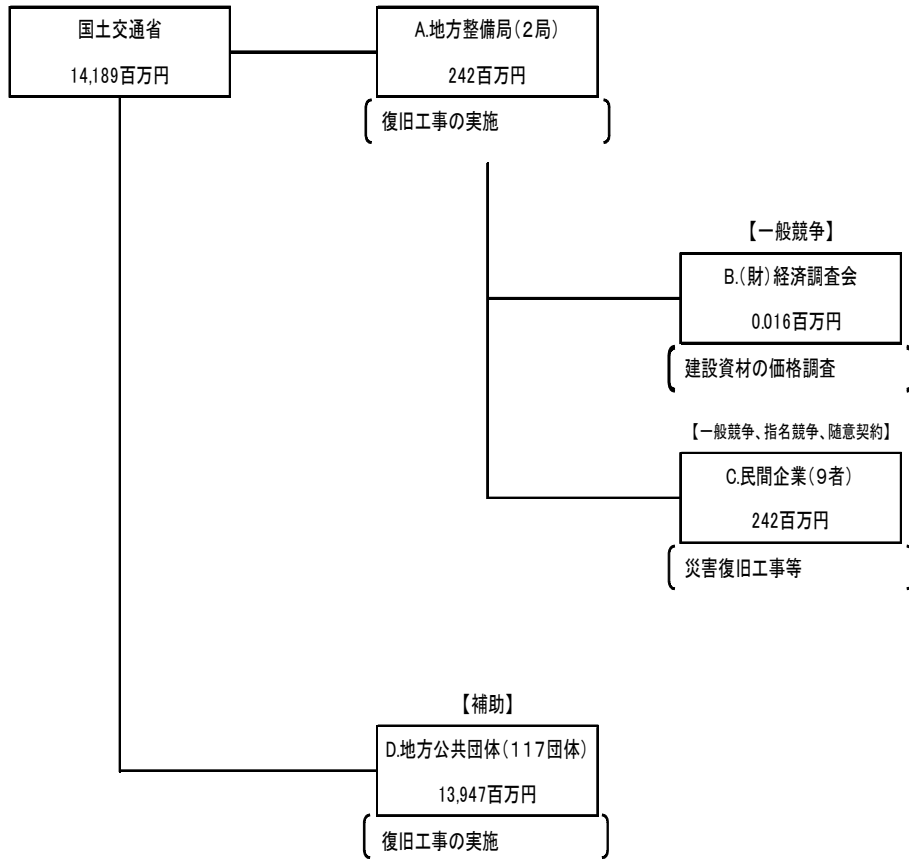 国土交通省
14,189百万円
A.地方整備局(2局)
242百万円
復旧工事の実施
【一般競争】
B.(財)経済調査会
0.016百万円
建設資材の価格調査
【一般競争、指名競争、随意契約】
C.民間企業(9者)
242百万円
災害復旧工事等
【補助】
D.地方公共団体(117団体)
13,947百万円
復旧工事の実施